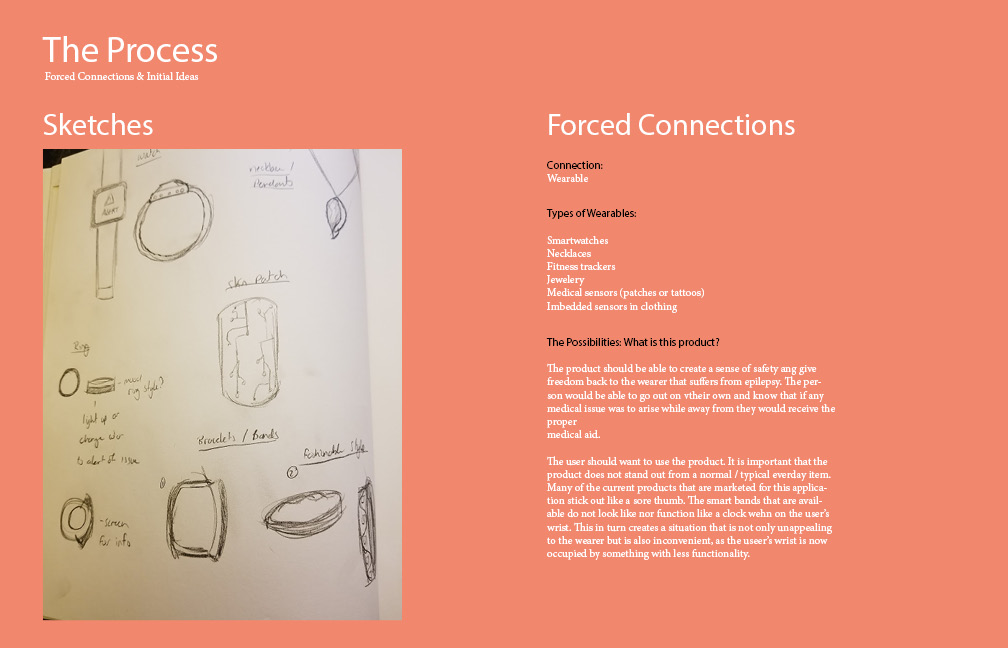 The Process
Forced Connections & Initial Ideas
Sketches
watch
necklace /
Pendants
ALERT
skin patch
Ring
- mood
ring style?
light up or
change color
to alert of issue
Bracelets / Bands
Fashionable Style
1
2
- screen
for info
Forced Connections
Connection:
Wearable
Types of Wearables:
Smartwatches
Necklaces
Fitness trackers
Jewelery
Medical sensors (patches or tattoos)
Imbedded sensors in clothing
The Possibilities: What is this product?
The product should be able to create a sense of safety ang give
freedom back to the wearer that suffers from epilepsy. The per-
son would be able to go out on vtheir own and know that if any
medical issue was to arise while away from they would receive the
proper
medical aid.
The user should want to use the product. It is important that the
product does not stand out from a normal / typical everday item.
Many of the current products that are marketed for this applica-
tion stick out like a sore thumb. The smart bands that are avail-
able do not look like nor function like a clock wehn on the user's
wrist. This in turn creates a situation that is not only unappealing
to the wearer but is also inconvenient, as the useer's wrist is now
occupied by something with less functionality.